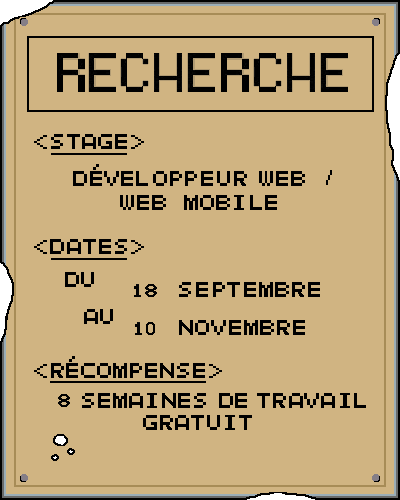 RECHERCHE
<STAGE>
DÉVELOPPEUR WEB /
WEB MOBILE
<DATES>
DU 18 SEPTEMBRE
AU 10 NOVEMBRE
<RÉCOMPENSE>
8 SEMAINES DE TRAVAIL
GRATUIT